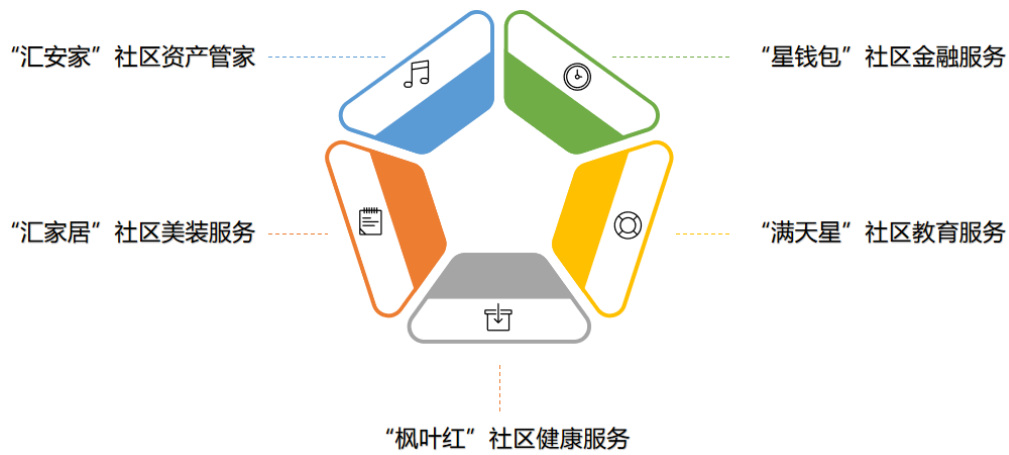 “汇安家”社区资产管家
“星钱包”社区金融服务
“汇家居”社区美装服务
“满天星”社区教育服务
“枫叶红”社区健康服务